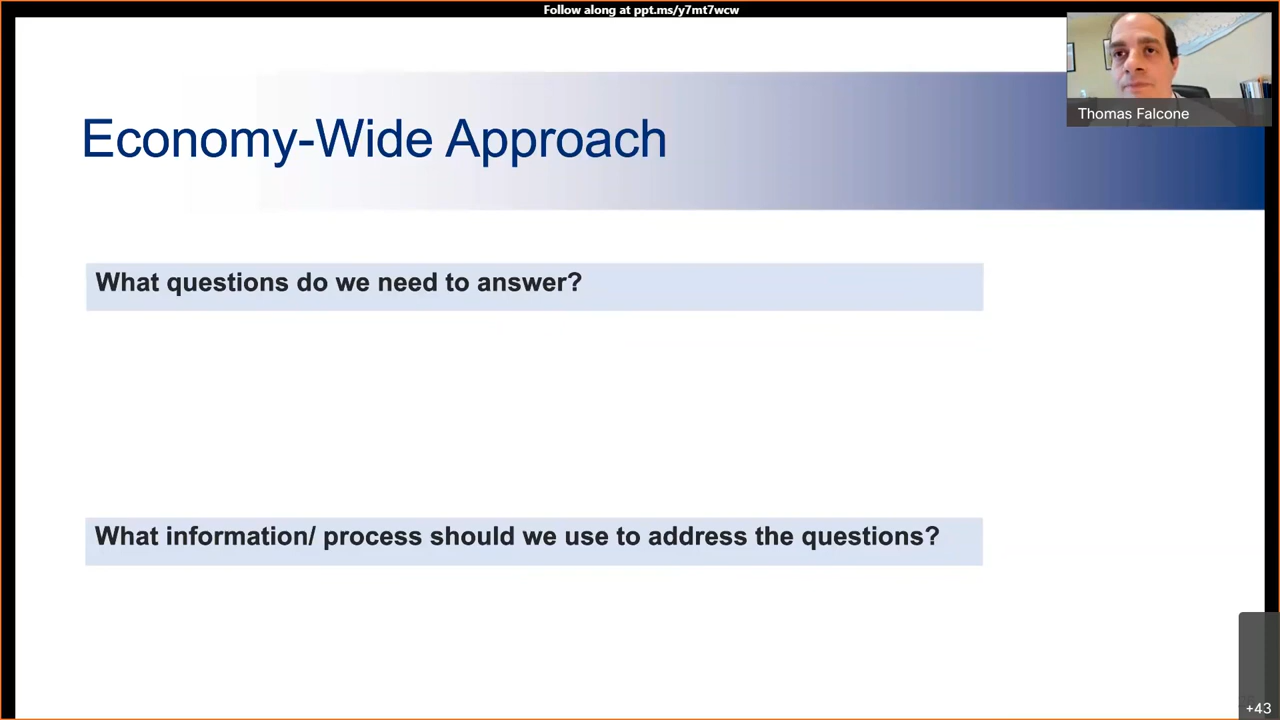 Follow along at ppt.ms/y7mt7wcw
Thomas Falcone
Economy-Wide Approach
What questions do we need to answer?
What information/ process should we use to address the questions?
+43